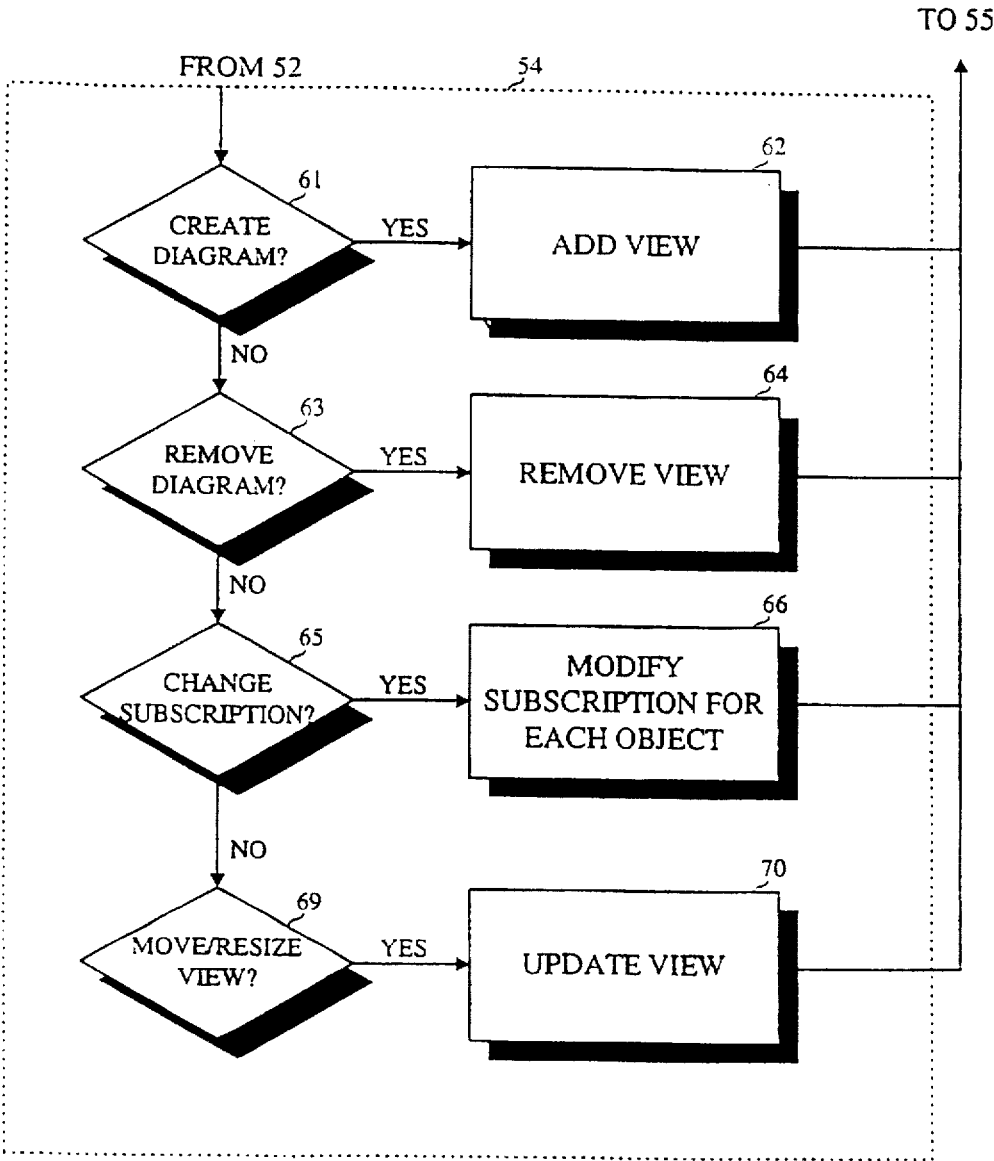 TO 55
FROM 52
54
61
CREATE
DIAGRAM?
YES
62
ADD VIEW
NO
63
REMOVE
DIAGRAM?
YES
64
REMOVE VIEW
NO
65
CHANGE
SUBSCRIPTION?
YES
66
MODIFY
SUBSCRIPTION FOR
EACH OBJECT
NO
69
MOVE/RESIZE
VIEW?
YES
70
UPDATE VIEW